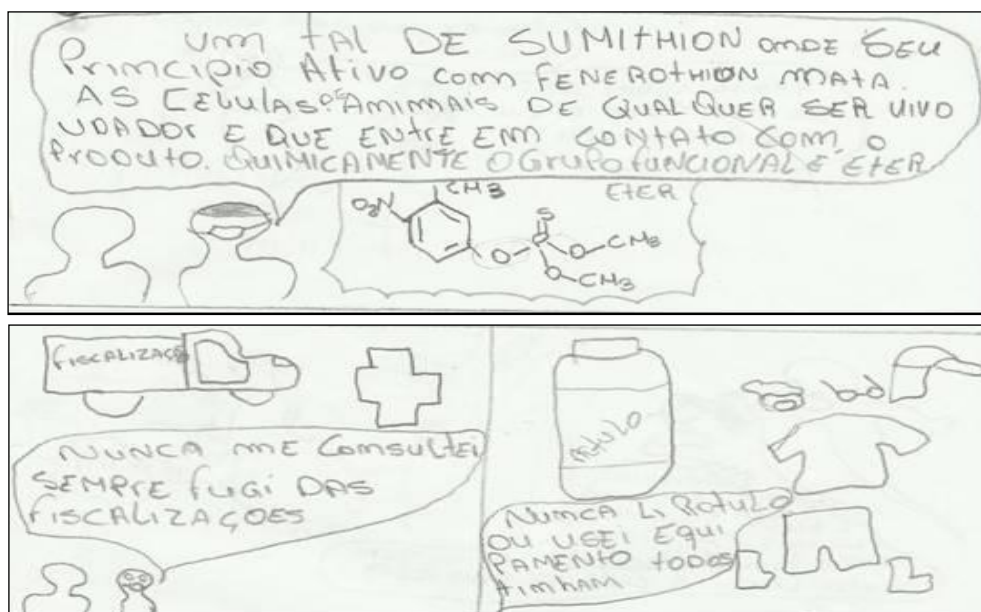 Um tal DE SUMITHION onde SEU
Principio Ativo com FENEROTHION mata.
AS CELULAS DE Animais DE QUALQUER SER VIVO
UDADOR E QUE ENTRE EM CONTATO COM O
Produto. QUIMICAMENTE O Grupo funcional E ETER
ETER
O₂N
CH3
S
O
P
O
CH3
O
CH3
FISCALIZAÇÃO
NUNCA ME Consultei
SEMPRE fugi DAS
FISCALIZAÇOES
NUNCA Li Rotulo
OU USEI Equi
PAMENTO todos
tinham